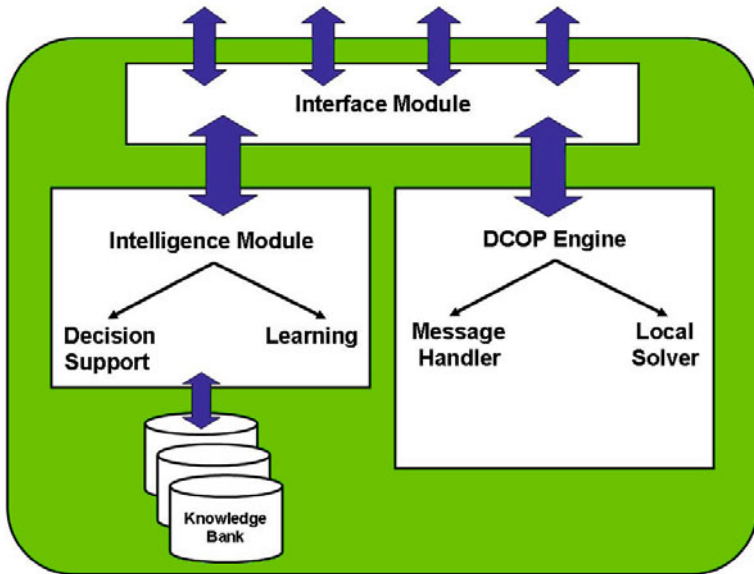 Interface Module
Intelligence Module
Decision
Support
Learning
DCOP Engine
Message
Handler
Local
Solver
Knowledge
Bank